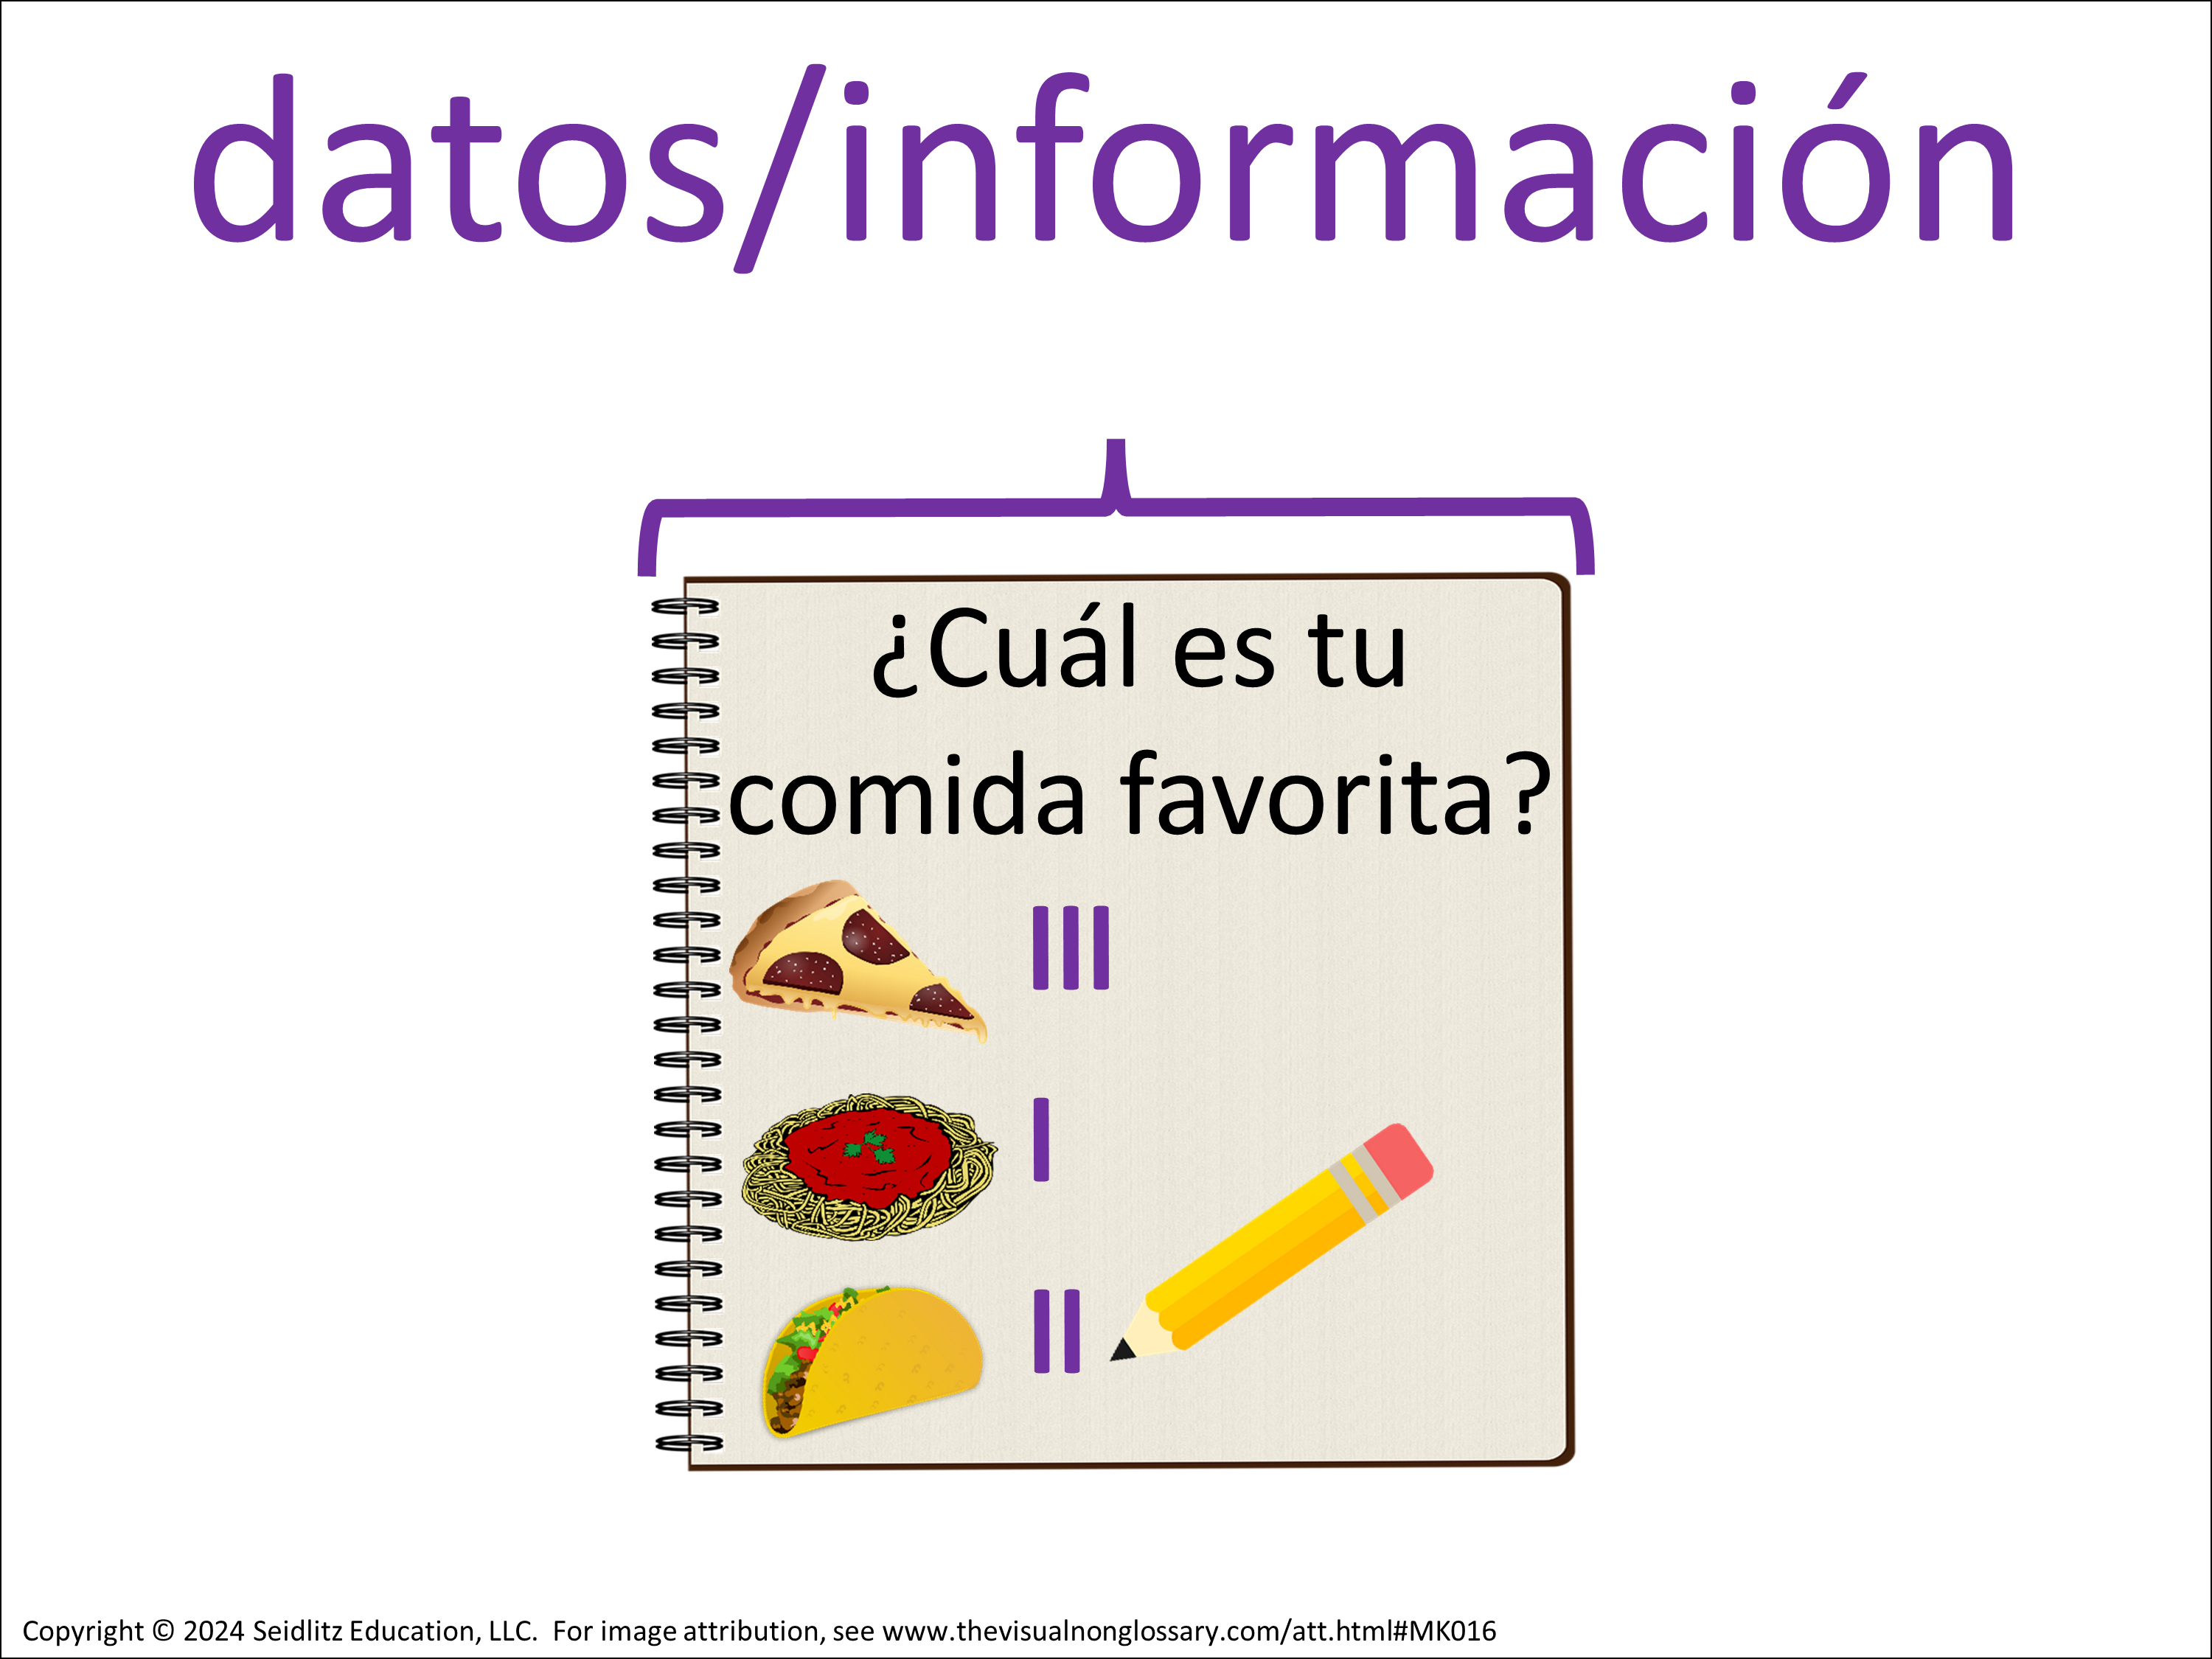 datos/información
¿Cuál es tu
comida favorita?
Copyright © 2024 Seidlitz Education, LLC.  For image attribution, see www.thevisualnonglossary.com/att.html#MK016